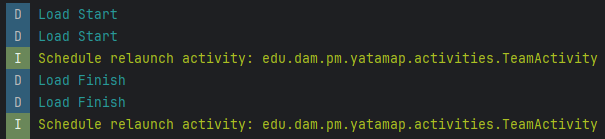 D Load Start
D Load Start
I Schedule relaunch activity: edu.dam.pm.yatamap.activities.TeamActivity
D Load Finish
D Load Finish
I Schedule relaunch activity: edu.dam.pm.yatamap.activities.TeamActivity